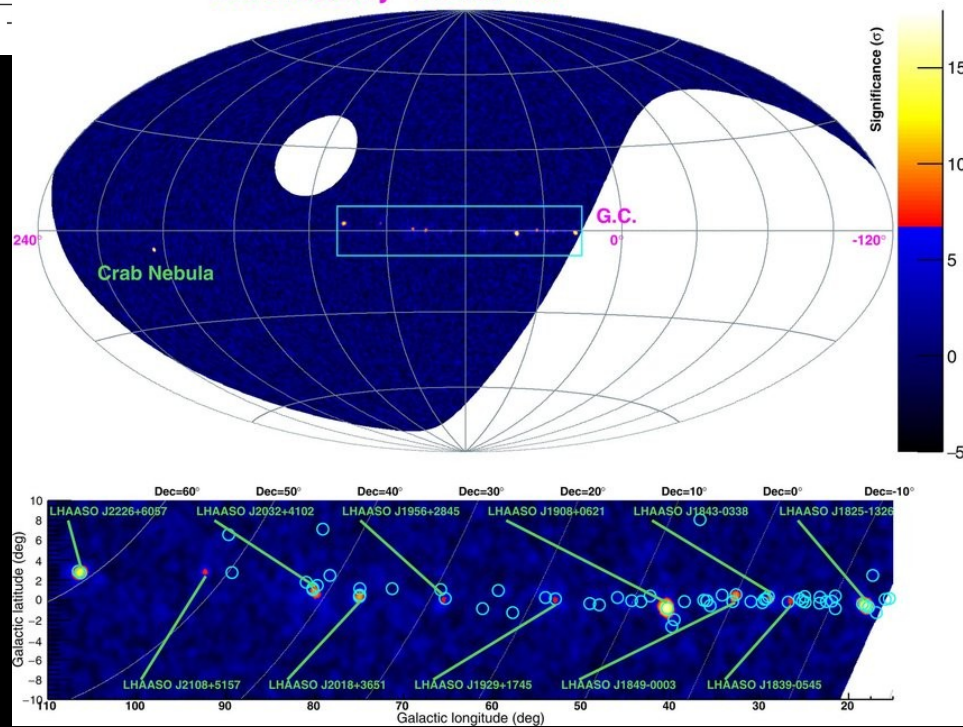 Significance (σ)
15
10
5
0
-5
240°
G.C.
0°
-120°
Crab Nebula
Dec=60° Dec=50° Dec=40° Dec=30° Dec=20° Dec=10° Dec=0° Dec=-10°
LHAASO J2226+6057 LHAASO J2032+4102 LHAASO J1956+2845 LHAASO J1908+0621 LHAASO J1843-0338 LHAASO J1825-1326
Galactic latitude (deg)
10
8
6
4
2
0
-2
-4
-6
-8
-10
LHAASO J2108+5157 LHAASO J2018+3651 LHAASO J1929+1745 LHAASO J1849-0003 LHAASO J1839-0545
110 100 90 80 70 60 50 40 30 20
Galactic longitude (deg)